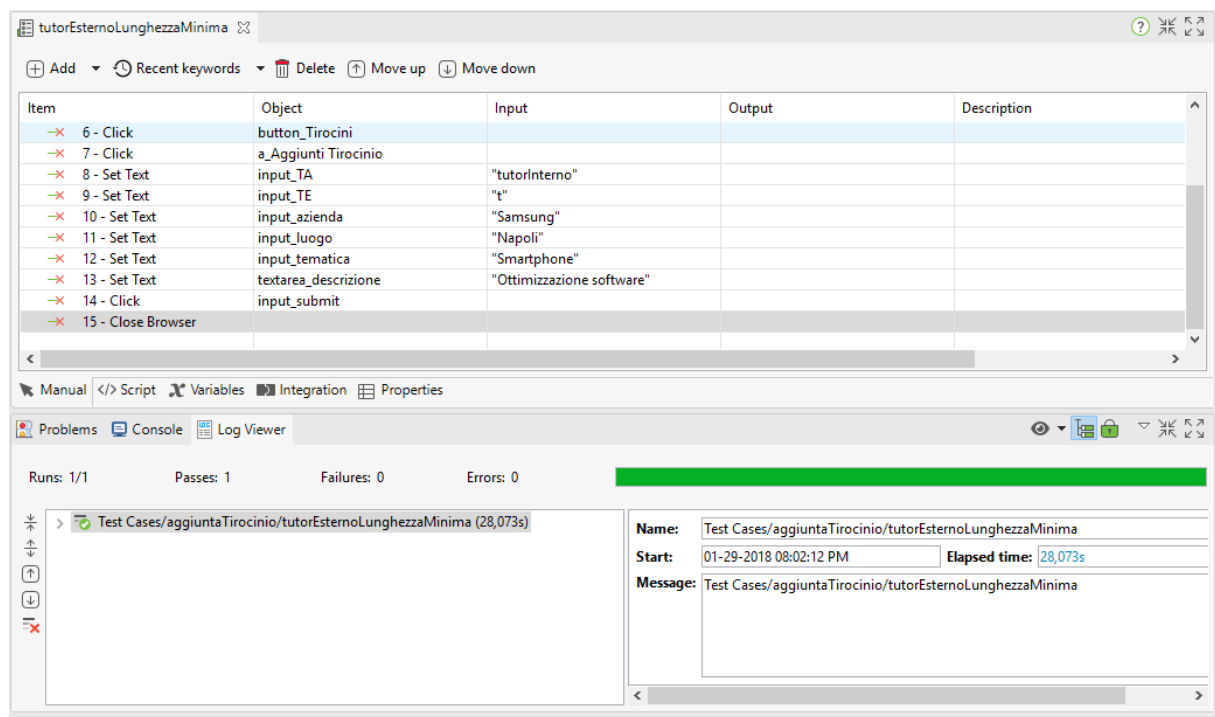 tutorEsternoLunghezzaMinima
Add Recent keywords Delete Move up Move down
Item Object Input Output Description
6 - Click button_Tirocini
7 - Click a_Aggiunti Tirocinio
8 - Set Text input_TA "tutorInterno"
9 - Set Text input_TE "t"
10 - Set Text input_azienda "Samsung"
11 - Set Text input_luogo "Napoli"
12 - Set Text input_tematica "Smartphone"
13 - Set Text textarea_descrizione "Ottimizzazione software"
14 - Click input_submit
15 - Close Browser
Manual </> Script Variables Integration Properties
Problems Console Log Viewer
Runs: 1/1 Passes: 1 Failures: 0 Errors: 0
Test Cases/aggiuntaTirocinio/tutorEsternoLunghezzaMinima (28,073s)
Name: Test Cases/aggiuntaTirocinio/tutorEsternoLunghezzaMinima
Start: 01-29-2018 08:02:12 PM Elapsed time: 28,073s
Message: Test Cases/aggiuntaTirocinio/tutorEsternoLunghezzaMinima